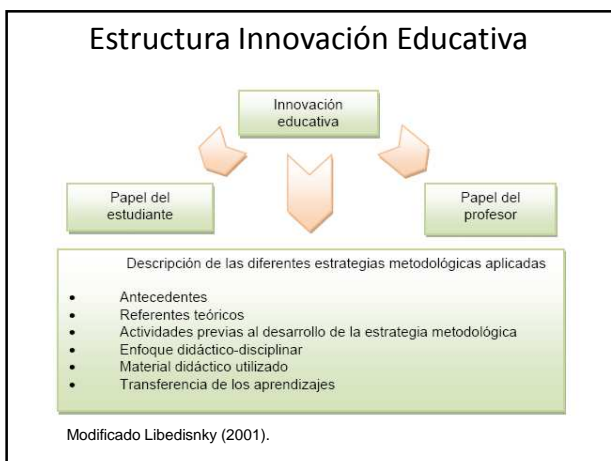 Estructura Innovación Educativa
Innovación
educativa
Papel del
estudiante
Papel del
profesor
Descripción de las diferentes estrategias metodológicas aplicadas
• Antecedentes
• Referentes teóricos
• Actividades previas al desarrollo de la estrategia metodológica
• Enfoque didáctico-disciplinar
• Material didáctico utilizado
• Transferencia de los aprendizajes
Modificado Libedisnky (2001).